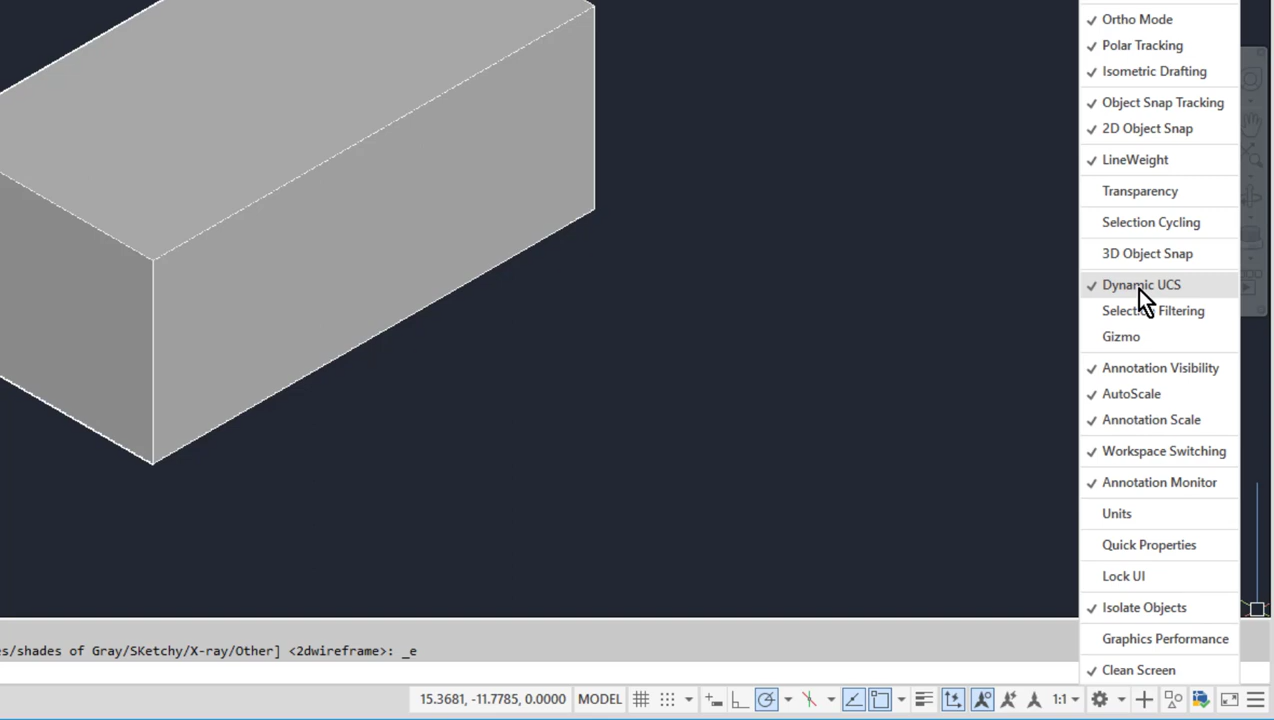 Ortho Mode
Polar Tracking
Isometric Drafting
Object Snap Tracking
2D Object Snap
LineWeight
Transparency
Selection Cycling
3D Object Snap
Dynamic UCS
Selection Filtering
Gizmo
Annotation Visibility
AutoScale
Annotation Scale
Workspace Switching
Annotation Monitor
Units
Quick Properties
Lock UI
Isolate Objects
Graphics Performance
Clean Screen
es/shades of Gray/SKetchy/X-ray/Other] <2dwireframe>: _e
15.3681, -11.7785, 0.0000 MODEL 1:1